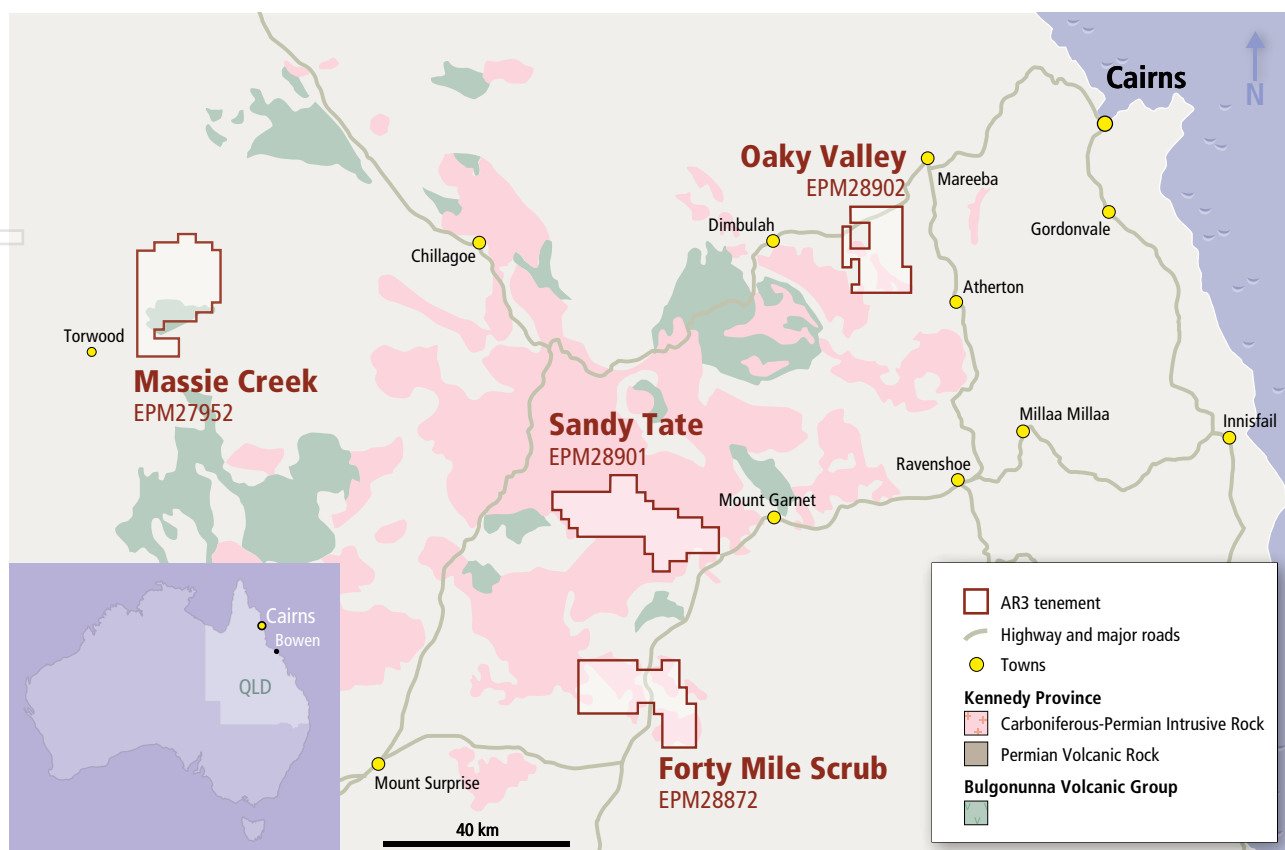 Cairns
N
Oaky Valley
EPM28902
Mareeba
Dimbulah
Gordonvale
Chillagoe
Atherton
Torwood
Massie Creek
EPM27952
Sandy Tate
EPM28901
Millaa Millaa
Innisfail
Ravenshoe
Mount Garnet
Forty Mile Scrub
EPM28872
Mount Surprise
40 km
Cairns
Bowen
QLD
AR3 tenement
Highway and major roads
Towns
Kennedy Province
Carboniferous-Permian Intrusive Rock
Permian Volcanic Rock
Bulgonunna Volcanic Group